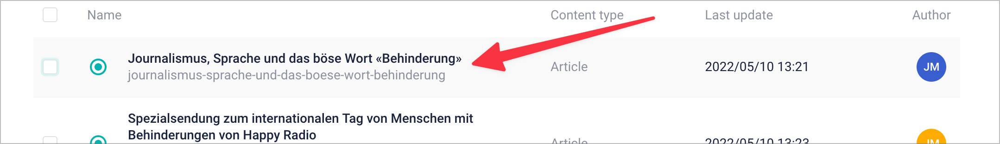 Name Content type Last update Author
Journalismus, Sprache und das böse Wort «Behinderung»
journalismus-sprache-und-das-boese-wort-behinderung
Article 2022/05/10 13:21 JM
Spezialsendung zum internationalen Tag von Menschen mit
Behinderungen von Happy Radio
Article 2022/05/10 13:23 JM